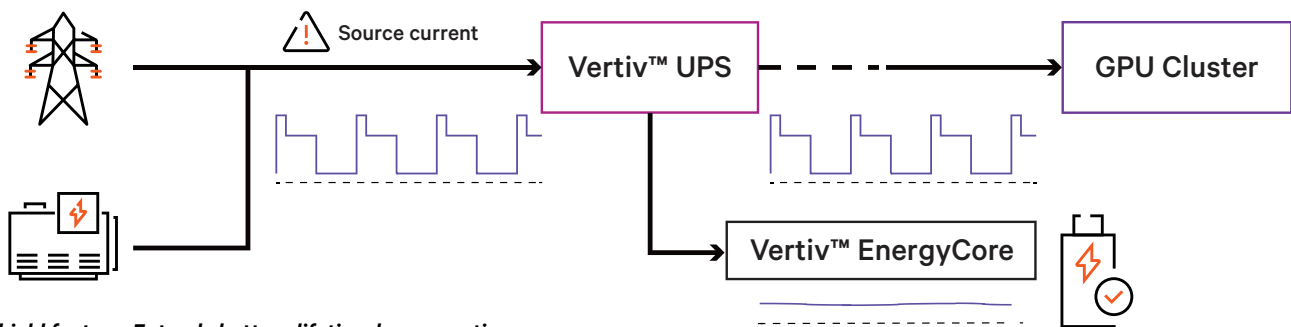 Source current
Vertiv™ UPS
GPU Cluster
Vertiv™ EnergyCore